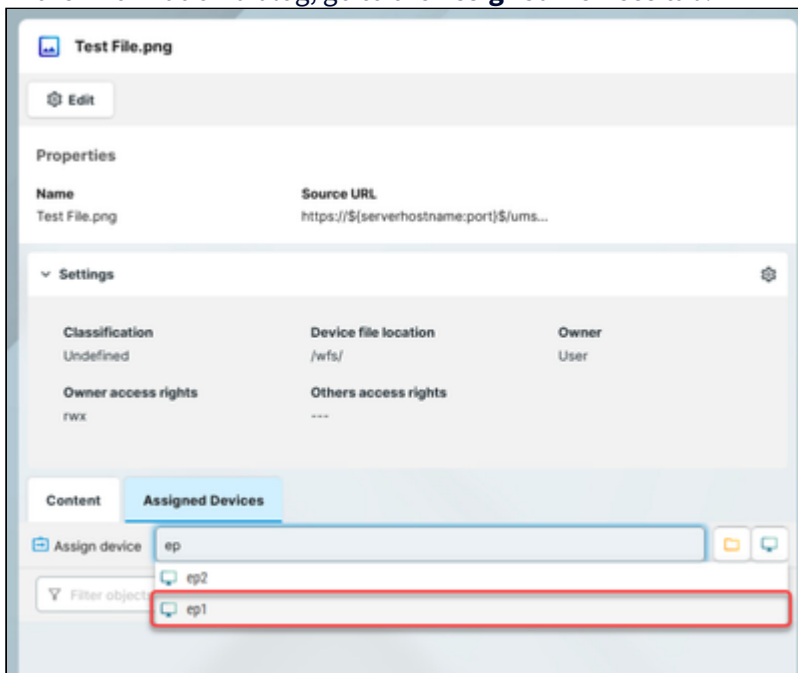 Test File.png
Edit
Properties
Name Source URL
Test File.png https://${serverhostname:port}$/ums...
Settings
Classification Device file location Owner
Undefined /wfs/ User
Owner access rights Others access rights
rwx ---
Content Assigned Devices
Assign device ep
ep2
Filter objects
ep1